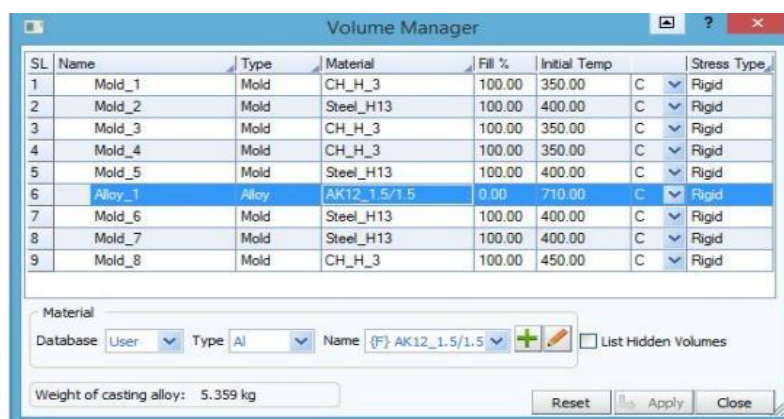 Volume Manager ?
SL Name Type Material Fill % Initial Temp Stress Type
1 Mold_1 Mold CH_H_3 100.00 350.00 C Rigid
2 Mold_2 Mold Steel_H13 100.00 400.00 C Rigid
3 Mold_3 Mold CH_H_3 100.00 350.00 C Rigid
4 Mold_4 Mold CH_H_3 100.00 350.00 C Rigid
5 Mold_5 Mold Steel_H13 100.00 400.00 C Rigid
6 Alloy_1 Alloy AK12_1.5/1.5 0.00 710.00 C Rigid
7 Mold_6 Mold Steel_H13 100.00 400.00 C Rigid
8 Mold_7 Mold Steel_H13 100.00 400.00 C Rigid
9 Mold_8 Mold CH_H_3 100.00 450.00 C Rigid
Material
Database User Type Al Name {F} AK12_1.5/1.5 List Hidden Volumes
Weight of casting alloy: 5.359 kg
Reset Apply Close